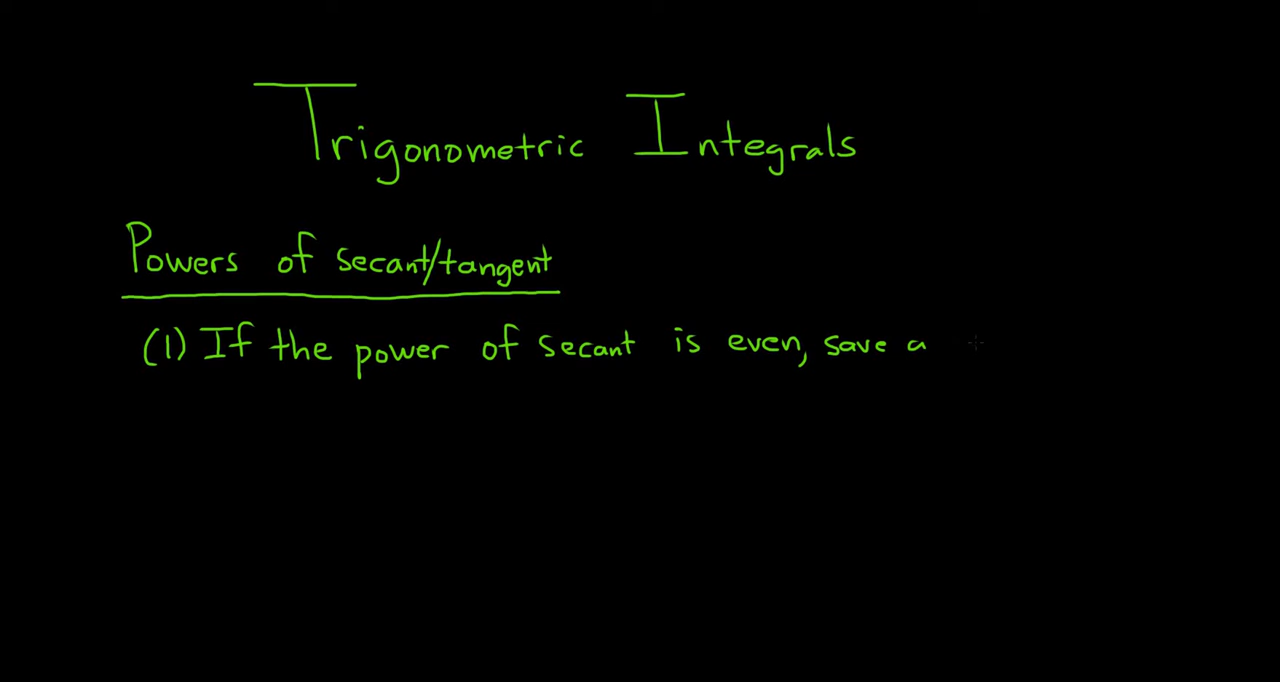 Trigonometric Integrals
Powers of secant/tangent
(1) If the power of secant is even, save a